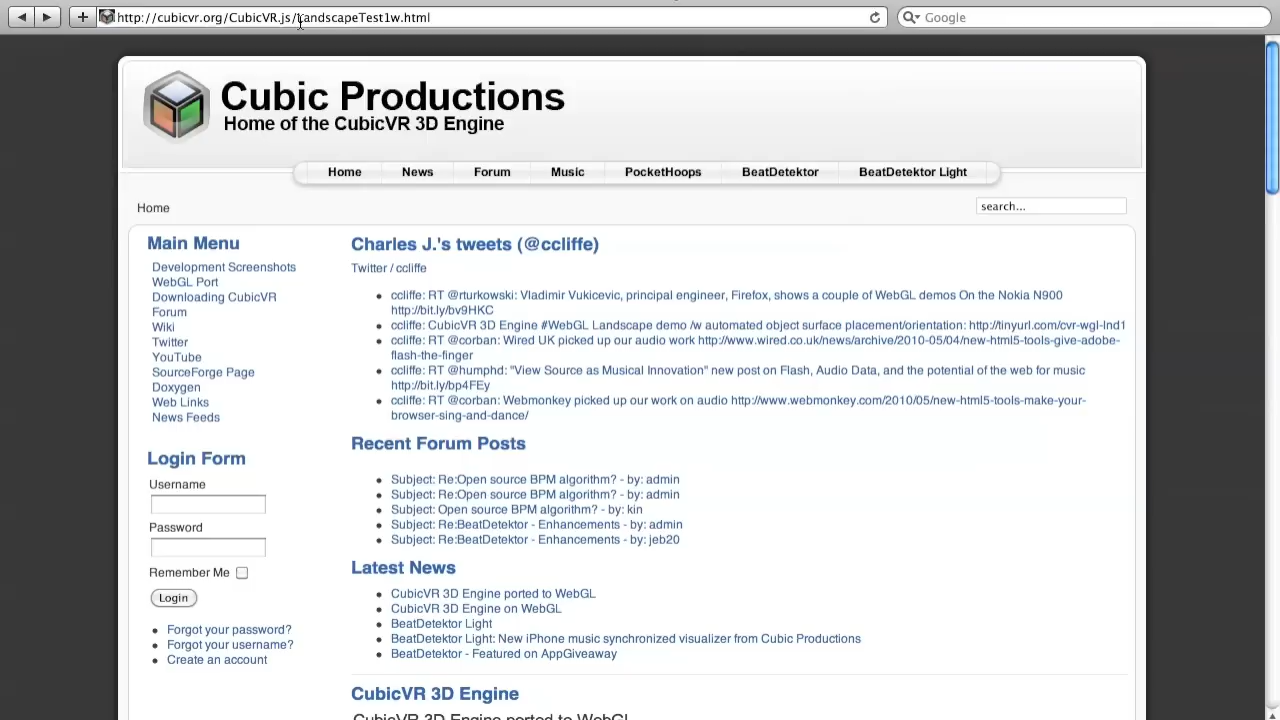 http://cubicvr.org/CubicVR.js/LandscapeTest1w.html
Google
Cubic Productions
Home of the CubicVR 3D Engine
Home
News
Forum
Music
PocketHoops
BeatDetektor
BeatDetektor Light
Home
search...
Main Menu
Development Screenshots
WebGL Port
Downloading CubicVR
Forum
Wiki
Twitter
YouTube
SourceForge Page
Doxygen
Web Links
News Feeds
Login Form
Username
Password
Remember Me
Login
Forgot your password?
Forgot your username?
Create an account
Charles J.'s tweets (@ccliffe)
Twitter / ccliffe
ccliffe: RT @rturkowski: Vladimir Vukicevic, principal engineer, Firefox, shows a couple of WebGL demos On the Nokia N900
http://bit.ly/bv9HKC
ccliffe: CubicVR 3D Engine #WebGL Landscape demo /w automated object surface placement/orientation: http://tinyurl.com/cvr-wgl-lnd1
ccliffe: RT @corban: Wired UK picked up our audio work http://www.wired.co.uk/news/archive/2010-05/04/new-html5-tools-give-adobe-
flash-the-finger
ccliffe: RT @humphd: "View Source as Musical Innovation" new post on Flash, Audio Data, and the potential of the web for music
http://bit.ly/bp4FEy
ccliffe: RT @corban: Webmonkey picked up our work on audio http://www.webmonkey.com/2010/05/new-html5-tools-make-your-
browser-sing-and-dance/
Recent Forum Posts
Subject: Re:Open source BPM algorithm? - by: admin
Subject: Re:Open source BPM algorithm? - by: admin
Subject: Open source BPM algorithm? - by: kin
Subject: Re:BeatDetektor - Enhancements - by: admin
Subject: Re:BeatDetektor - Enhancements - by: jeb20
Latest News
CubicVR 3D Engine ported to WebGL
CubicVR 3D Engine on WebGL
BeatDetektor Light
BeatDetektor Light: New iPhone music synchronized visualizer from Cubic Productions
BeatDetektor - Featured on AppGiveaway
CubicVR 3D Engine
CubicVR 3D Engine ported to WebGL